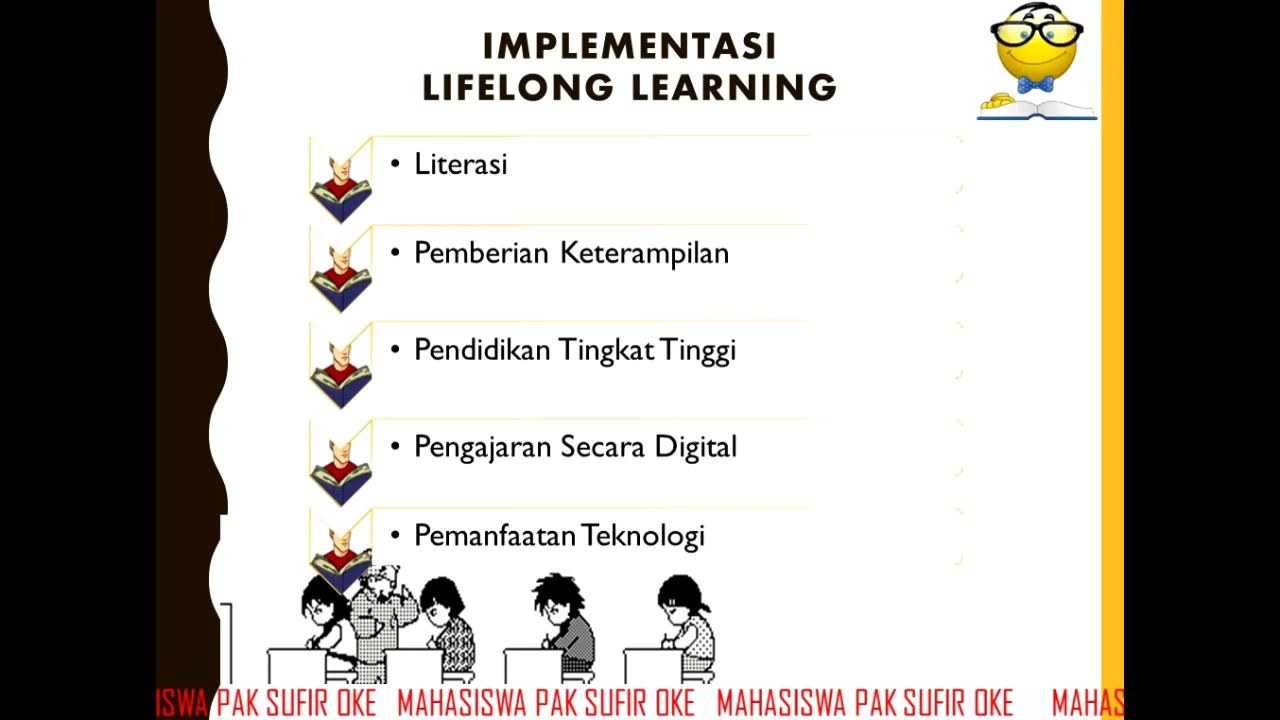 IMPLEMENTASI
LIFELONG LEARNING
• Literasi
• Pemberian Keterampilan
• Pendidikan Tingkat Tinggi
• Pengajaran Secara Digital
• Pemanfaatan Teknologi
PAK SUFIR OKE MAHASISWA PAK SUFIR OKE MAHASISWA PAK SUFIR OKE